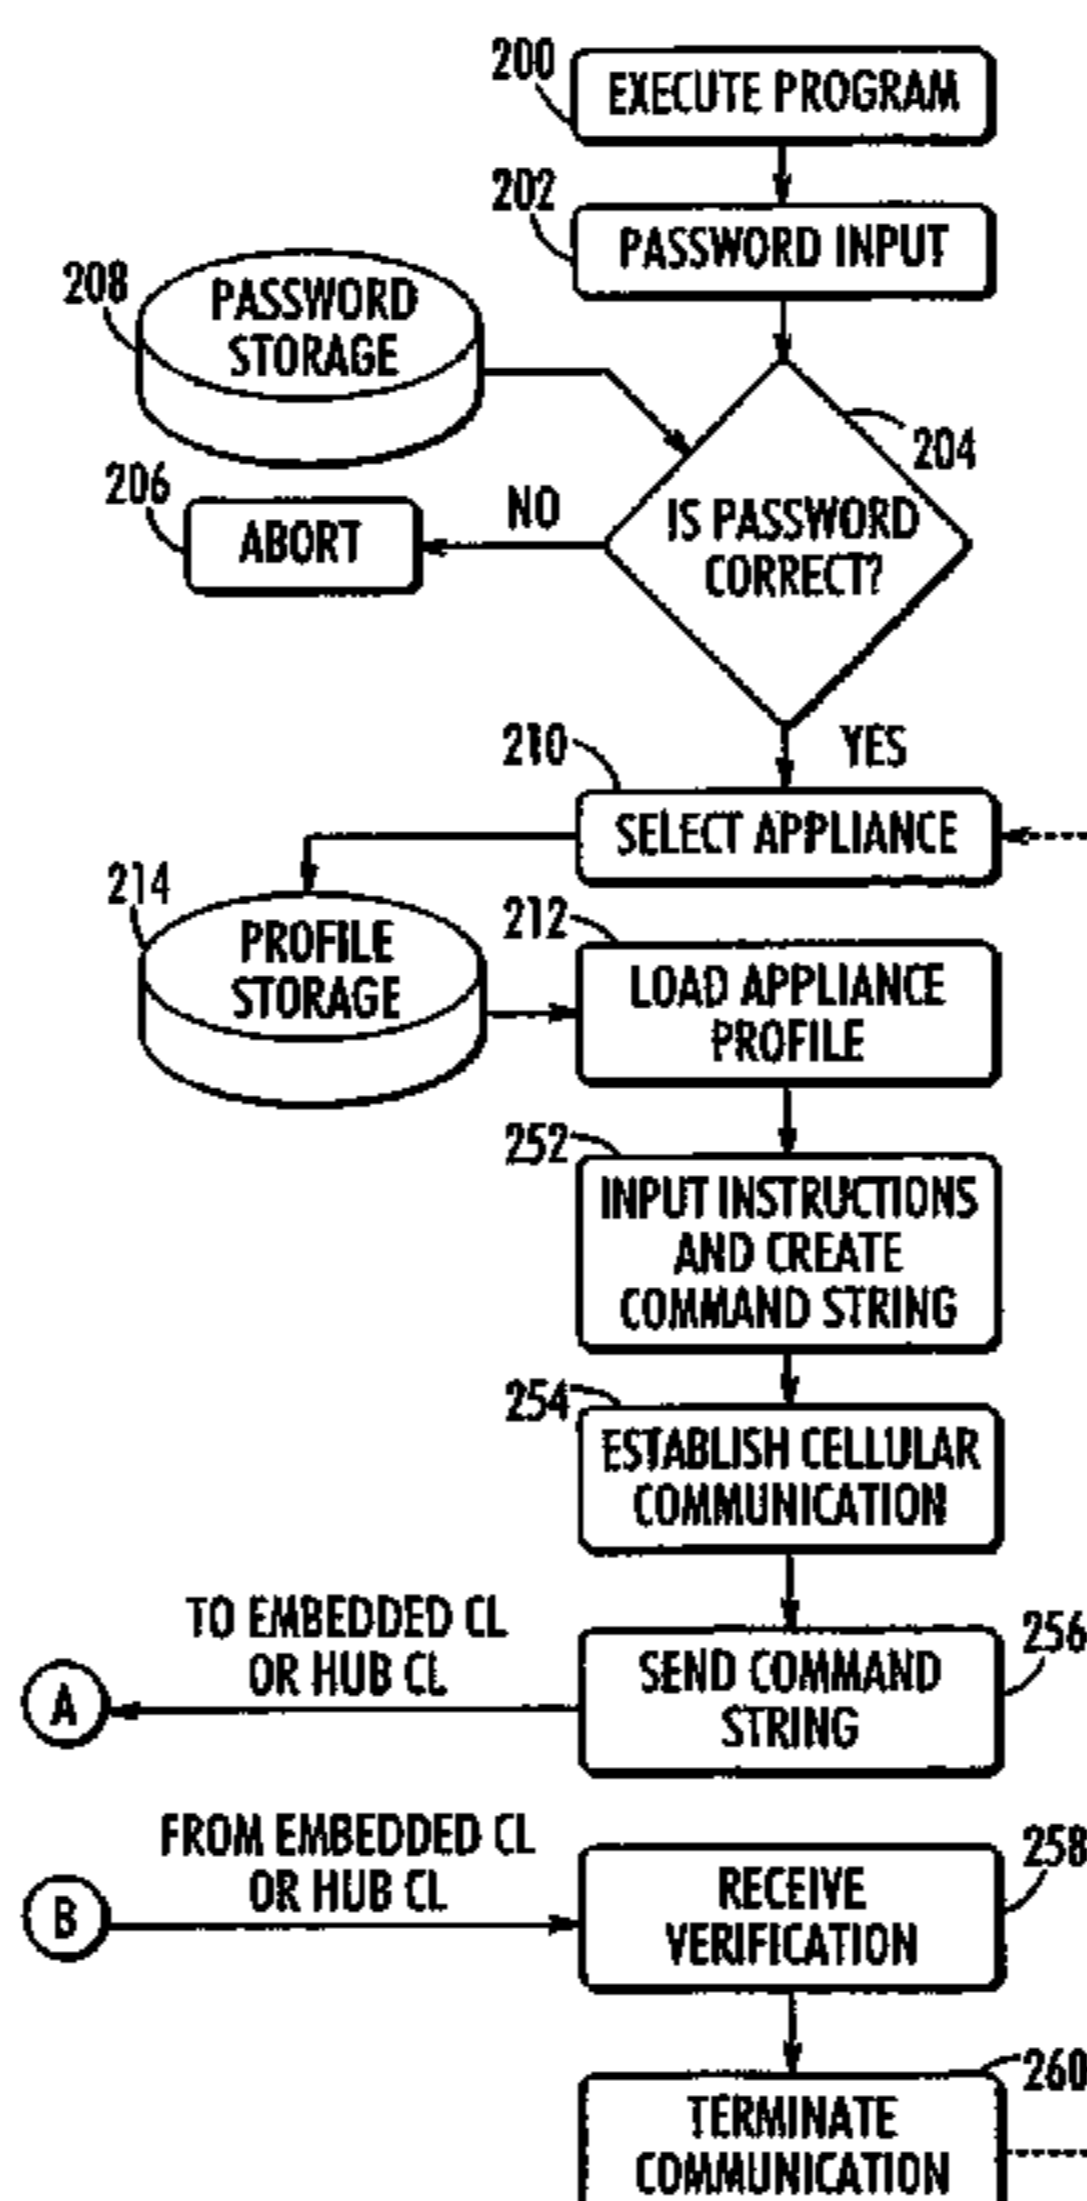 200
EXECUTE PROGRAM
202
PASSWORD INPUT
208
PASSWORD
STORAGE
204
206
ABORT
NO
IS PASSWORD
CORRECT?
210
YES
SELECT APPLIANCE
214
PROFILE
STORAGE
212
LOAD APPLIANCE
PROFILE
252
INPUT INSTRUCTIONS
AND CREATE
COMMAND STRING
254
ESTABLISH CELLULAR
COMMUNICATION
TO EMBEDDED CL
OR HUB CL
A
256
SEND COMMAND
STRING
FROM EMBEDDED CL
OR HUB CL
B
258
RECEIVE
VERIFICATION
260
TERMINATE
COMMUNICATION